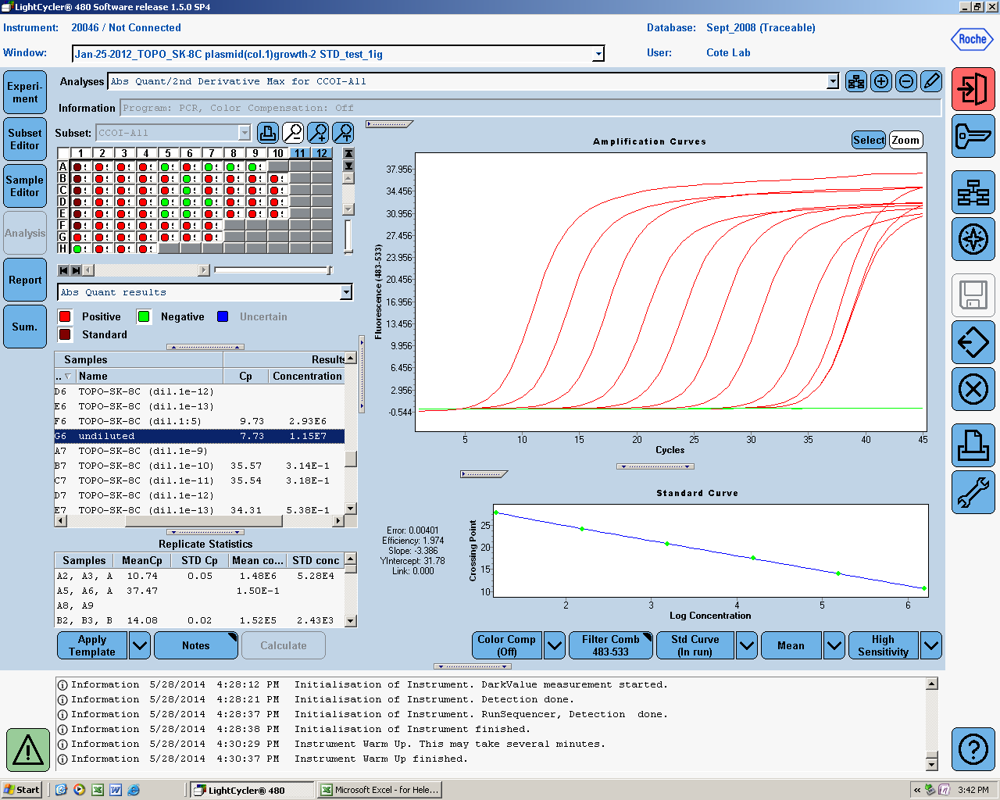 LightCycler® 480 Software release 1.5.0 SP4
Instrument: 20046 / Not Connected
Database: Sept_2008 (Traceable)
Roche
Window: Jan-25-2012_TOPO_SK-8C plasmid(col.1)growth-2 STD_test_1ig
User: Cote Lab
Experi-
ment
Subset
Editor
Sample
Editor
Analysis
Report
Sum.
Analyses Abs Quant/2nd Derivative Max for CCOI-All
Information Program: PCR, Color Compensation: Off
Subset: CCOI-All
1 2 3 4 5 6 7 8 9 10 11 12
A
B
C
D
E
F
G
H
Abs Quant results
Positive Negative Uncertain
Standard
Samples Results
.. Name Cp Concentration
D6 TOPO-SK-8C (dil.1e-12)
E6 TOPO-SK-8C (dil.1e-13)
F6 TOPO-SK-8C (dil.1:5) 9.73 2.93E6
G6 undiluted 7.73 1.15E7
A7 TOPO-SK-8C (dil.1e-9)
B7 TOPO-SK-8C (dil.1e-10) 35.57 3.14E-1
C7 TOPO-SK-8C (dil.1e-11) 35.54 3.18E-1
D7 TOPO-SK-8C (dil.1e-12)
E7 TOPO-SK-8C (dil.1e-13) 34.31 5.38E-1
Replicate Statistics
Samples MeanCp STD Cp Mean co... STD conc
A2, A3, A 10.74 0.05 1.48E6 5.28E4
A5, A6, A 37.47 1.50E-1
A8, A9
B2, B3, B 14.08 0.02 1.52E5 2.43E3
Apply
Template
Notes
Calculate
Amplification Curves
Select Zoom
Fluorescence (483-533)
37.956
34.456
30.956
27.456
23.956
20.456
16.956
13.456
9.956
6.456
2.956
-0.544
5 10 15 20 25 30 35 40 45
Cycles
Standard Curve
Error: 0.00401
Efficiency: 1.974
Slope: -3.386
YIntercept: 31.78
Link: 0.000
Crossing Point
25
20
15
10
2 3 4 5 6
Log Concentration
Color Comp
(Off)
Filter Comb
483-533
Std Curve
(In run)
Mean
High
Sensitivity
Information 5/28/2014 4:28:12 PM Initialisation of Instrument. DarkValue measurement started.
Information 5/28/2014 4:28:21 PM Initialisation of Instrument. Detection done.
Information 5/28/2014 4:28:37 PM Initialisation of Instrument. RunSequencer, Detection done.
Information 5/28/2014 4:28:38 PM Initialisation of Instrument finished.
Information 5/28/2014 4:30:29 PM Instrument Warm Up. This may take several minutes.
Information 5/28/2014 4:30:37 PM Instrument Warm Up finished.
Start
LightCycler® 480
Microsoft Excel - for Hele...
3:42 PM